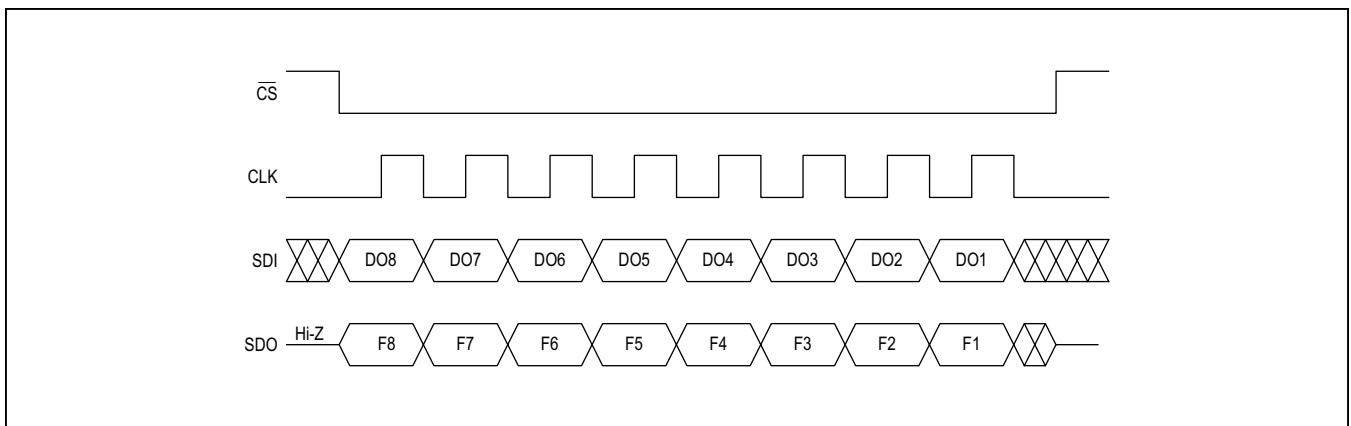 C̅S̅
CLK
SDI DO8 DO7 DO6 DO5 DO4 DO3 DO2 DO1
SDO Hi-Z F8 F7 F6 F5 F4 F3 F2 F1